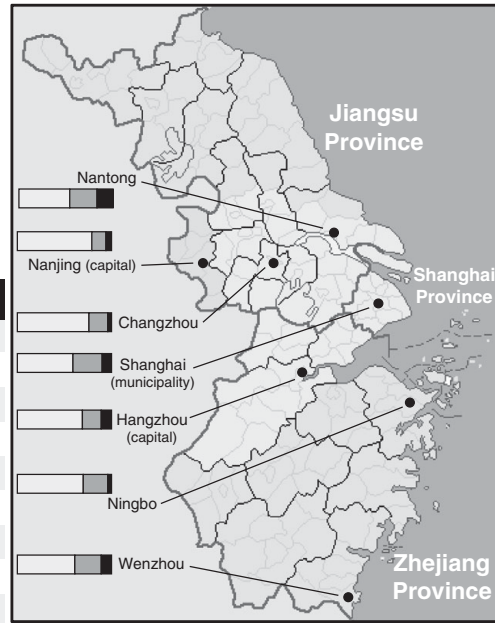 Jiangsu
Province
Nantong
Nanjing (capital)
Shanghai
Province
Changzhou
Shanghai
(municipality)
Hangzhou
(capital)
Ningbo
Wenzhou
Zhejiang
Province